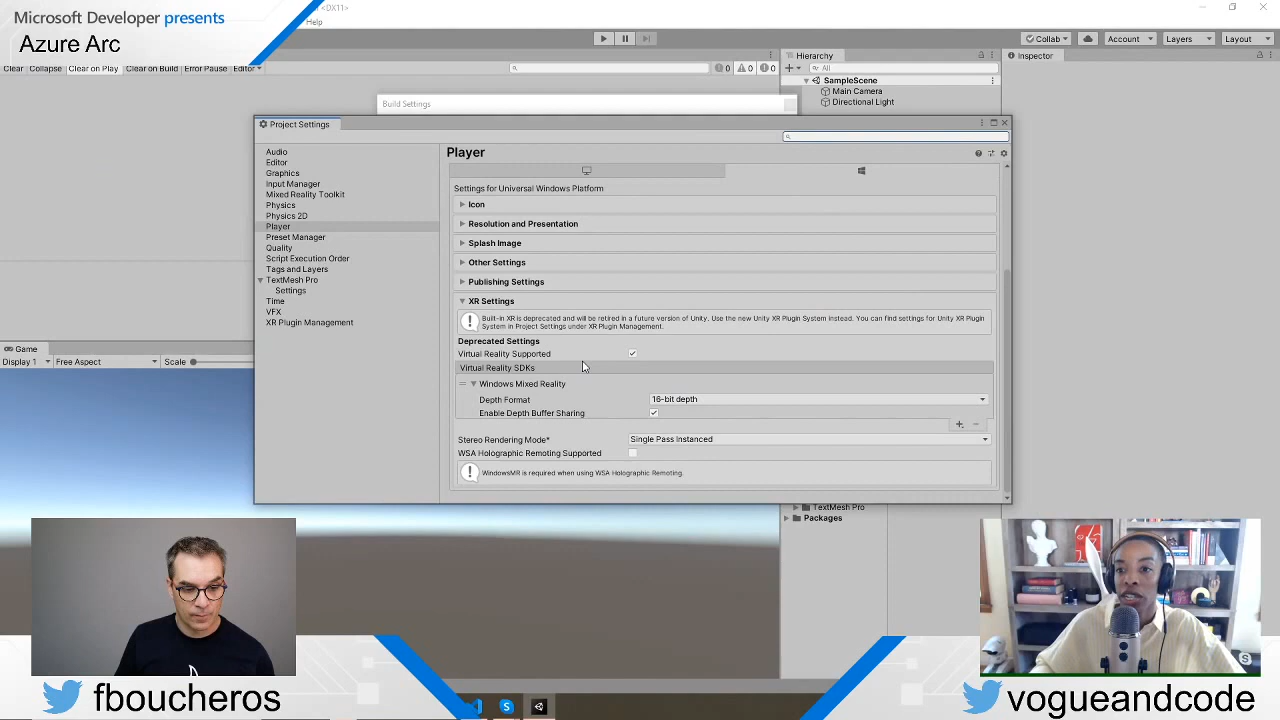 Microsoft Developer presents
Azure Arc
<DX11>
Help
Collab
Account
Layers
Layout
Clear Collapse Clear on Play Clear on Build Error Pause Editor
0 0 0
Hierarchy
Inspector
All
SampleScene
Main Camera
Directional Light
Build Settings
Project Settings
Audio
Editor
Graphics
Input Manager
Mixed Reality Toolkit
Physics
Physics 2D
Player
Preset Manager
Quality
Script Execution Order
Tags and Layers
TextMesh Pro
Settings
Time
VFX
XR Plugin Management
Player
Settings for Universal Windows Platform
Icon
Resolution and Presentation
Splash Image
Other Settings
Publishing Settings
XR Settings
Built-in XR is deprecated and will be retired in a future version of Unity. Use the new Unity XR Plugin System instead. You can find settings for Unity XR Plugin
System in Project Settings under XR Plugin Management.
Deprecated Settings
Virtual Reality Supported
Virtual Reality SDKs
Windows Mixed Reality
Depth Format 16-bit depth
Enable Depth Buffer Sharing
Stereo Rendering Mode* Single Pass Instanced
WSA Holographic Remoting Supported
WindowsMR is required when using WSA Holographic Remoting.
Game
Display 1 Free Aspect Scale
TextMesh Pro
Packages
fboucheros
vogueandcode